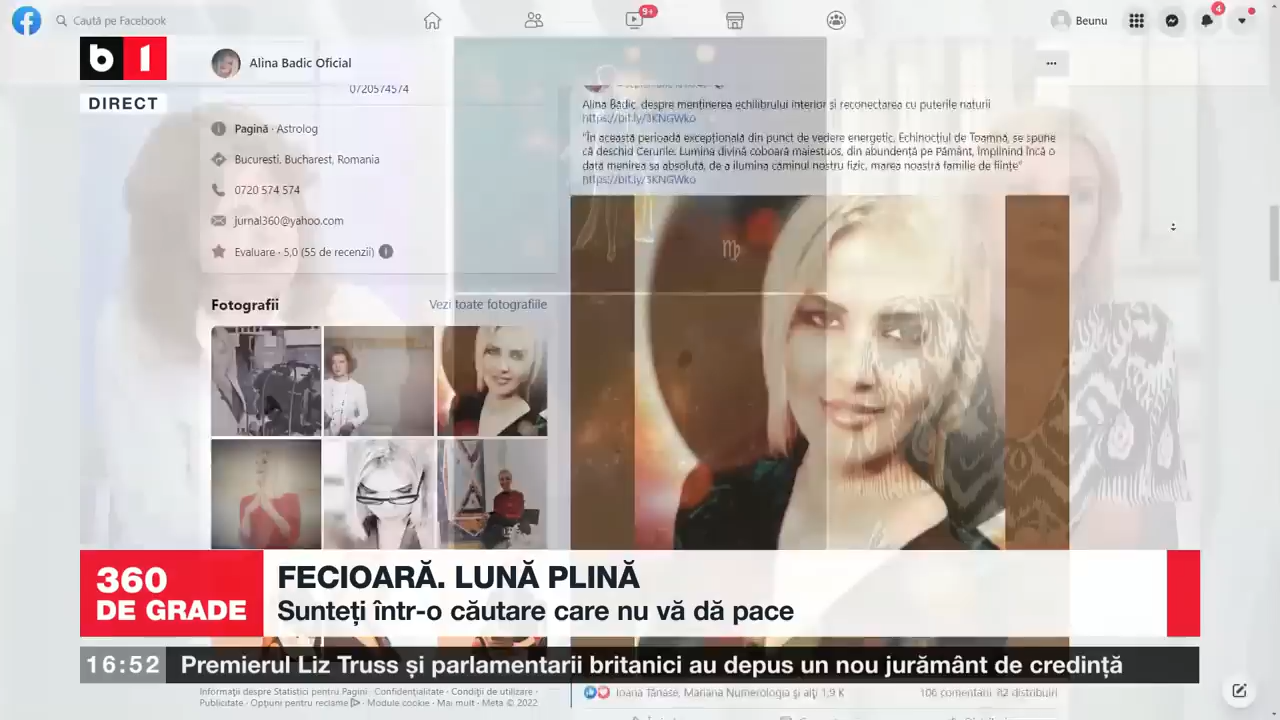 Caută pe Facebook
9+
Beunu
4
b1
DIRECT
Alina Badic Oficial
0720574574
Pagină · Astrolog
Bucuresti, Bucharest, Romania
0720 574 574
jurnal360@yahoo.com
Evaluare · 5,0 (55 de recenzii)
Fotografii
Vezi toate fotografiile
Alina Badic, despre menținerea echilibrului interior și reconectarea cu puterile naturii
https://bit.ly/3KNGWko
"În această perioadă excepțională din punct de vedere energetic, Echinocțiul de Toamnă, se spune
că deschid Cerurile. Lumina divină coboară maiestuos, din abundență pe Pământ, împlinind încă o
dată menirea sa absolută, de a ilumina căminul nostru fizic, marea noastră familie de ființe"
https://bit.ly/3KNGWko
♍
360
DE GRADE
FECIOARĂ. LUNĂ PLINĂ
Sunteți într-o căutare care nu vă dă pace
16:52 Premierul Liz Truss și parlamentarii britanici au depus un nou jurământ de credință
Informații despre Statistici pentru Pagini · Confidențialitate · Condiții de utilizare ·
Publicitate · Opțiuni pentru reclame · Module cookie · Mai mult · Meta © 2022
Ioana Tănase, Mariana Numerologia și alți 1,9 K
106 comentarii 82 distribuiri